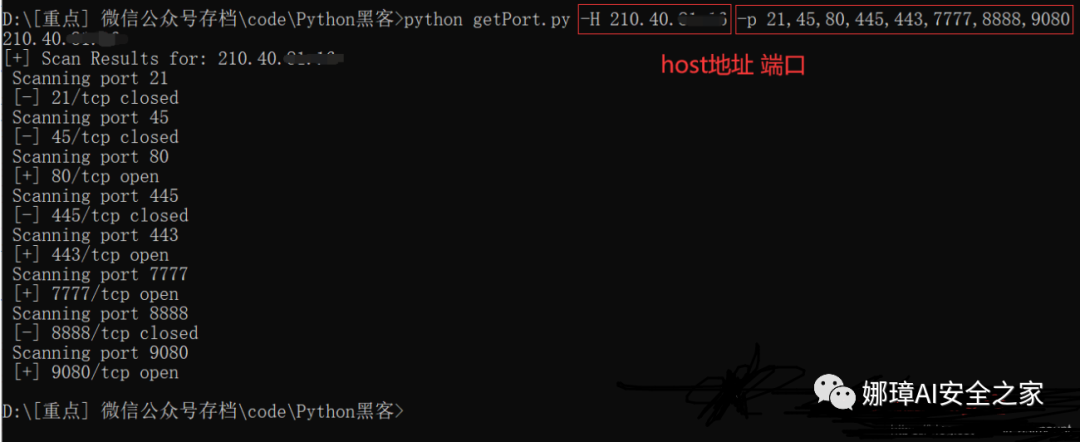 D:\[重点] 微信公众号存档\code\Python黑客>python getPort.py -H 210.40. -p 21,45,80,445,443,7777,8888,9080
210.40.
[+] Scan Results for: 210.40.
host地址 端口
Scanning port 21
[-] 21/tcp closed
Scanning port 45
[-] 45/tcp closed
Scanning port 80
[+] 80/tcp open
Scanning port 445
[-] 445/tcp closed
Scanning port 443
[+] 443/tcp open
Scanning port 7777
[+] 7777/tcp open
Scanning port 8888
[-] 8888/tcp closed
Scanning port 9080
[+] 9080/tcp open
娜璋AI安全之家
D:\[重点] 微信公众号存档\code\Python黑客>